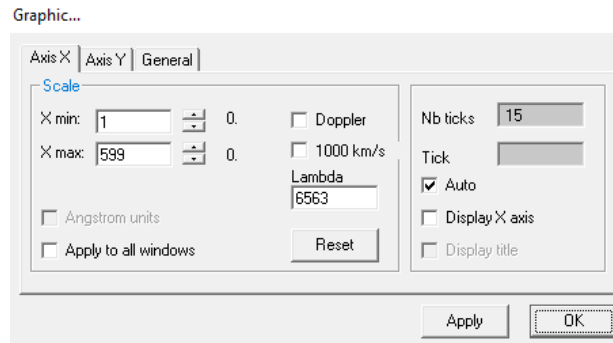 Graphic...
Axis X Axis Y General
Scale
X min: 1 0.
X max: 599 0.
Doppler
1000 km/s
Lambda
6563
Angstrom units
Apply to all windows
Reset
Nb ticks 15
Tick
Auto
Display X axis
Display title
Apply OK